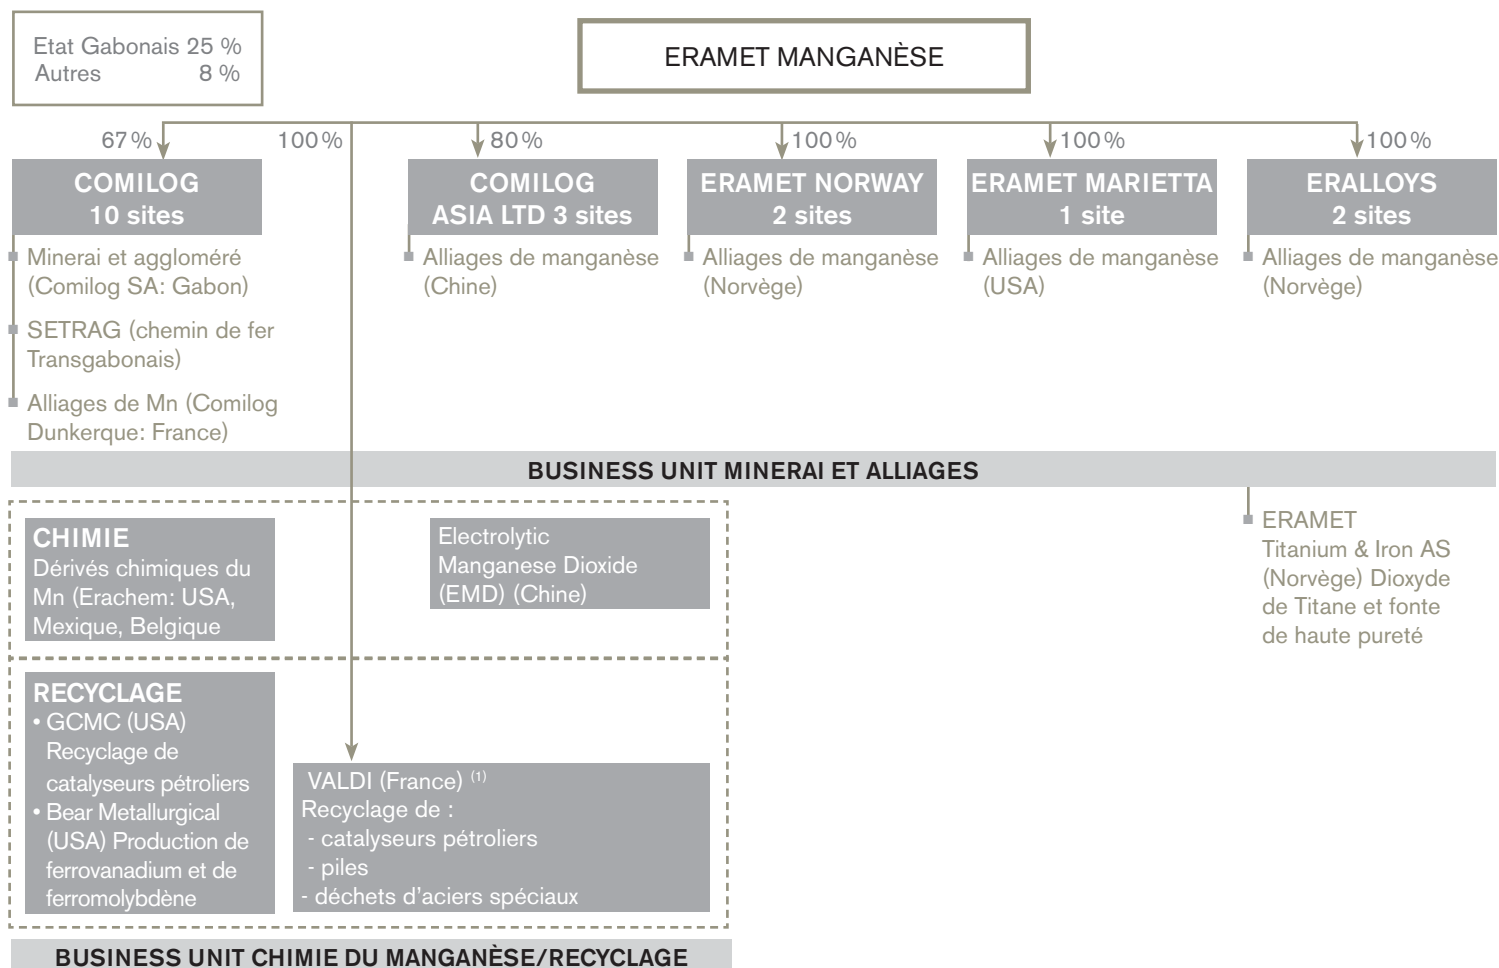 Etat Gabonais 25 %
Autres 8 %
ERAMET MANGANÈSE
67 %
100 %
80 %
100 %
100 %
100 %
COMILOG
10 sites
Minerai et aggloméré
(Comilog SA: Gabon)
SETRAG (chemin de fer
Transgabonais)
Alliages de Mn (Comilog
Dunkerque: France)
COMILOG
ASIA LTD 3 sites
Alliages de manganèse
(Chine)
ERAMET NORWAY
2 sites
Alliages de manganèse
(Norvège)
ERAMET MARIETTA
1 site
Alliages de manganèse
(USA)
ERALLOYS
2 sites
Alliages de manganèse
(Norvège)
BUSINESS UNIT MINERAI ET ALLIAGES
CHIMIE
Dérivés chimiques du
Mn (Erachem: USA,
Mexique, Belgique
Electrolytic
Manganese Dioxide
(EMD) (Chine)
ERAMET
Titanium & Iron AS
(Norvège) Dioxyde
de Titane et fonte
de haute pureté
RECYCLAGE
• GCMC (USA)
Recyclage de
catalyseurs pétroliers
• Bear Metallurgical
(USA) Production de
ferrovanadium et de
ferromolybdène
VALDI (France) (1)
Recyclage de :
- catalyseurs pétroliers
- piles
- déchets d'aciers spéciaux
BUSINESS UNIT CHIMIE DU MANGANÈSE/RECYCLAGE